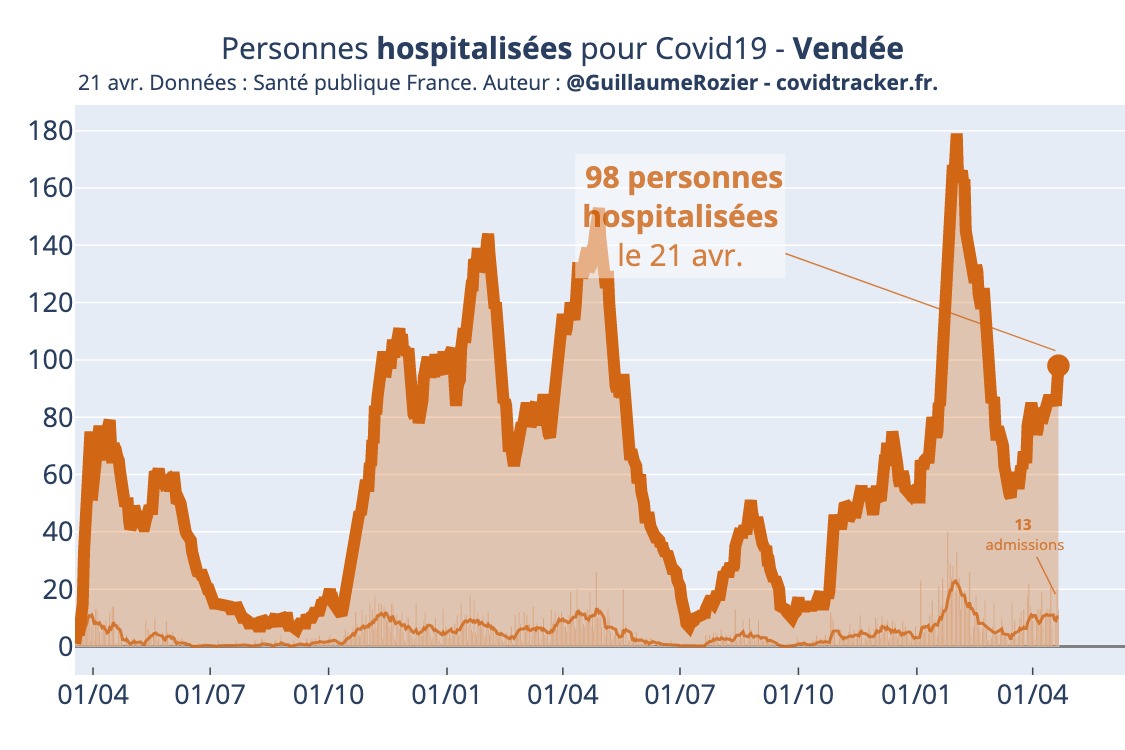 Personnes hospitalisées pour Covid19 - Vendée
21 avr. Données : Santé publique France. Auteur : @GuillaumeRozier - covidtracker.fr.
180
160
140
120
100
80
60
40
20
0
98 personnes
hospitalisées
le 21 avr.
13
admissions
01/04 01/07 01/10 01/01 01/04 01/07 01/10 01/01 01/04